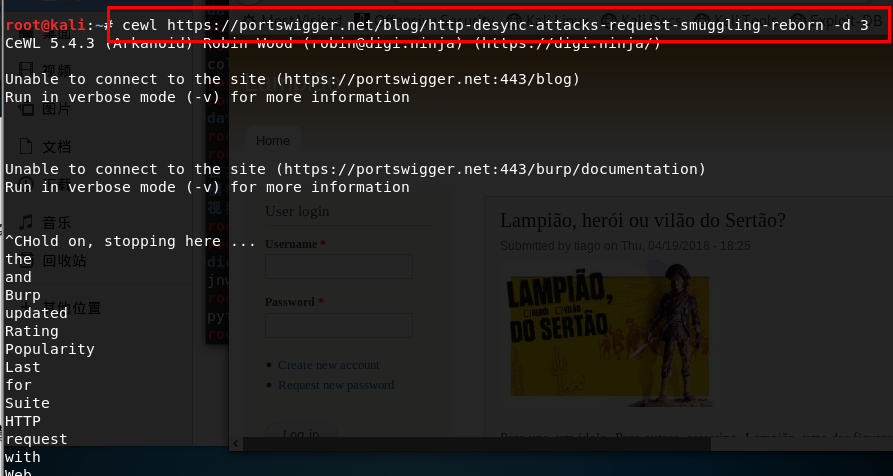 root@kali:~# cewl https://portswigger.net/blog/http-desync-attacks-request-smuggling-reborn -d 3
CeWL 5.4.3 (Arkanoid) Robin Wood (robin@digi.ninja) (https://digi.ninja/)
Unable to connect to the site (https://portswigger.net:443/blog)
Run in verbose mode (-v) for more information
Unable to connect to the site (https://portswigger.net:443/burp/documentation)
Run in verbose mode (-v) for more information
^CHold on, stopping here ...
the
and
Burp
updated
Rating
Popularity
Last
for
Suite
HTTP
request
with
Web
视频
图片
文档
音乐
回收站
其他位置
Home
User login
Username *
Password *
Create new account
Request new password
Log in
Lampião, herói ou vilão do Sertão?
Submitted by tiago on Thu, 04/19/2018 - 18:25
LAMPIÃO,
HERÓI VILÃO
DO SERTÃO?